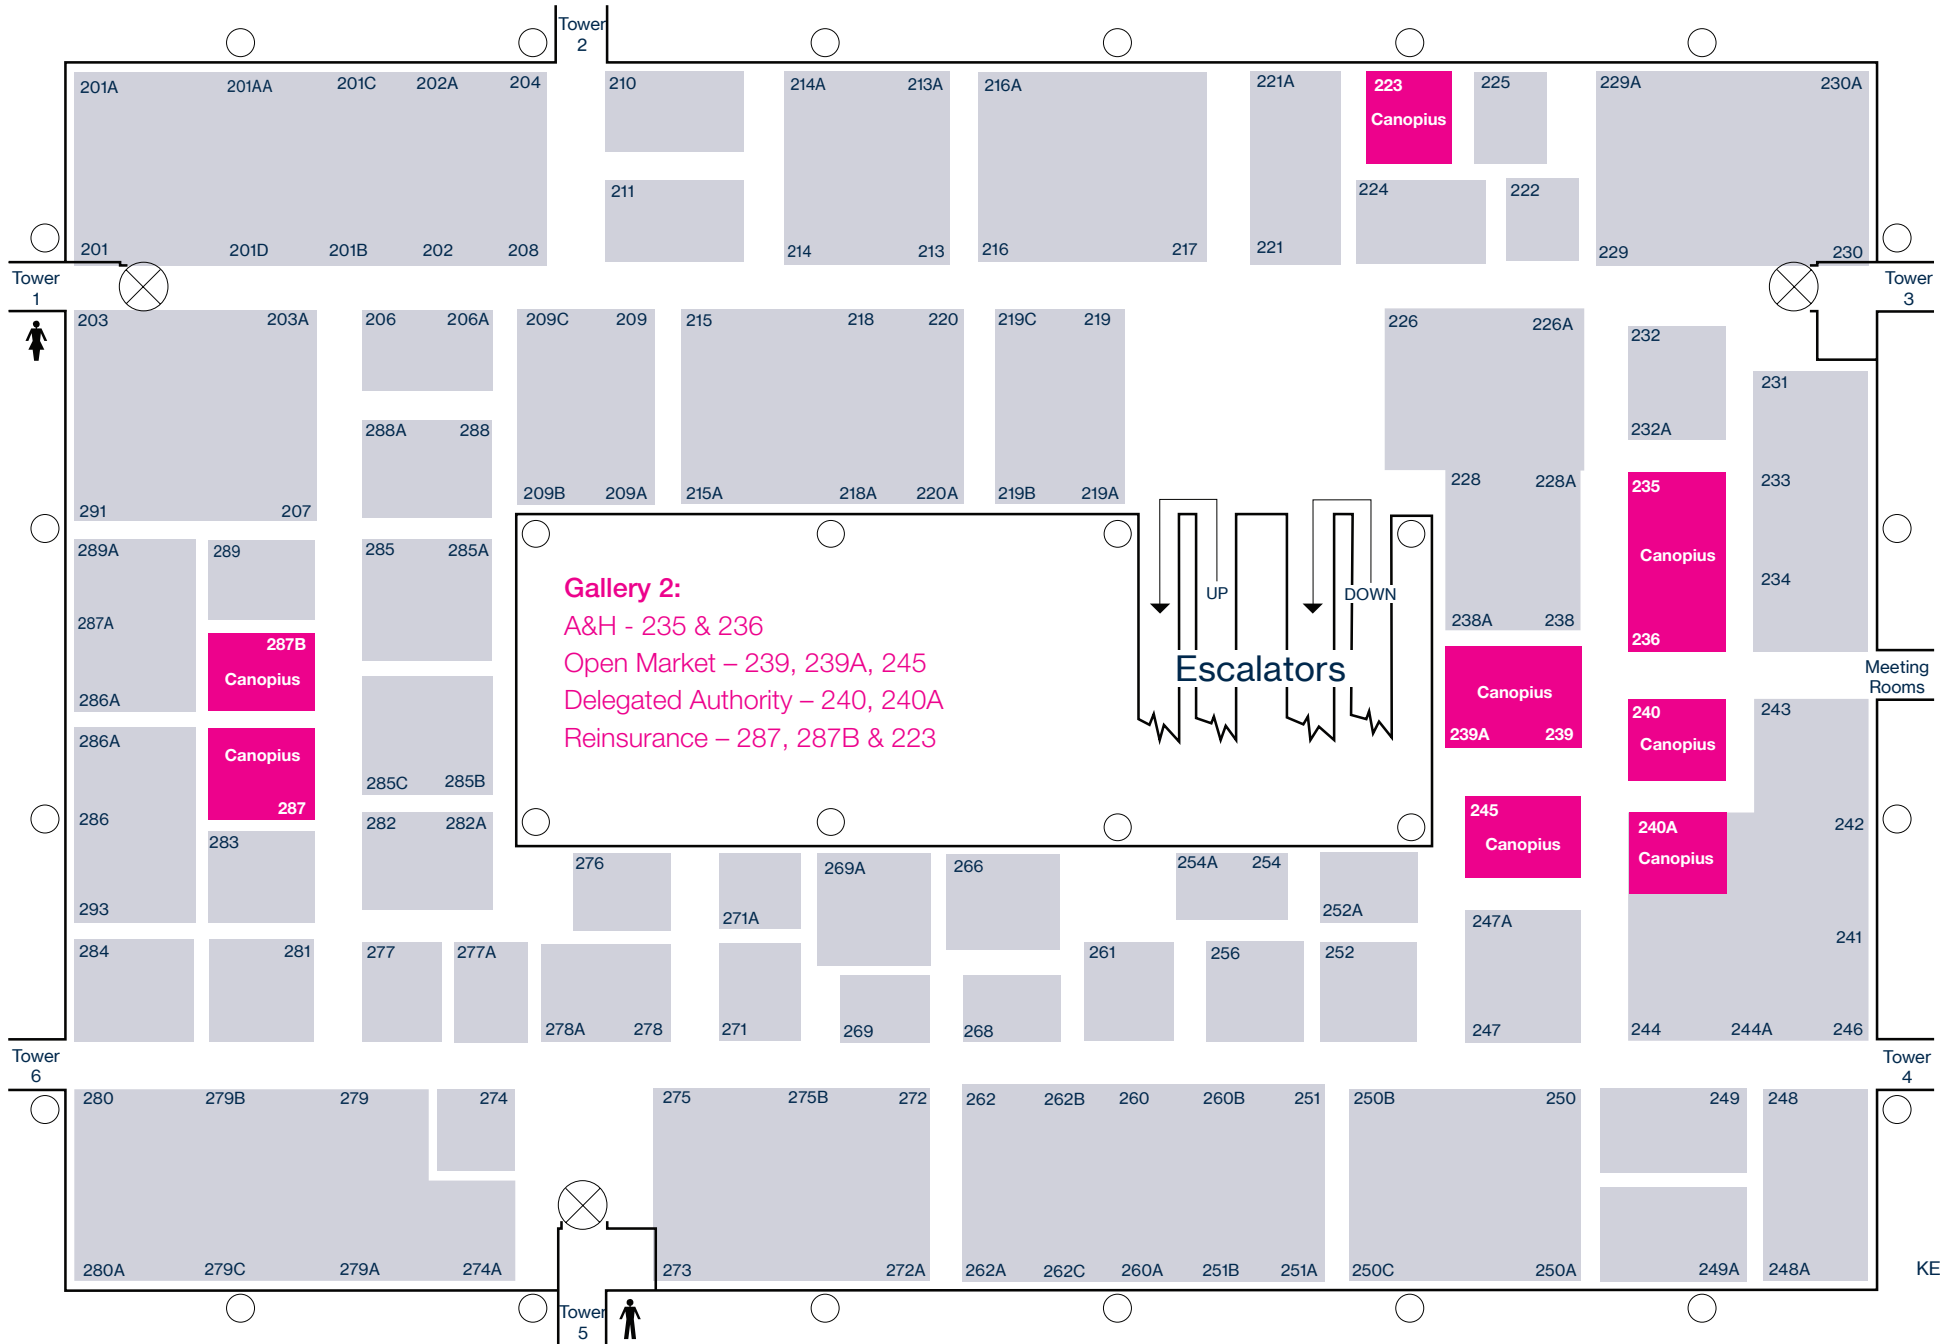 Tower
2
201A 201AA 201C 202A 204 210 214A 213A 216A 221A 223 225 229A 230A
Canopius
211 224 222
201 201D 201B 202 208 214 213 216 217 221 229 230
Tower
1
Tower
3
203 203A 206 206A 209C 209 215 218 220 219C 219 226 226A 232
231
288A 288 232A
209B 209A 215A 218A 220A 219B 219A 228 228A 235 233
291 207
289A 289 285 285A
Canopius
234
Gallery 2:
UP DOWN
A&H - 235 & 236
287A 238A 238
287B 236
Open Market – 239, 239A, 245
Escalators
Canopius
Meeting
Rooms
Delegated Authority – 240, 240A
286A Canopius 240 243
Reinsurance – 287, 287B & 223
286A 239A 239 Canopius
Canopius
285C 285B
287 245
286 282 282A 240A 242
283 Canopius Canopius
276 269A 266 254A 254
293 271A 252A 247A
284 281 277 277A 261 256 252 241
278A 278 271 269 268 247 244 244A 246
Tower
6
Tower
4
280 279B 279 274 275 275B 272 262 262B 260 260B 251 250B 250 249 248
280A 279C 279A 274A 273 272A 262A 262C 260A 251B 251A 250C 250A 249A 248A KE
Tower
5